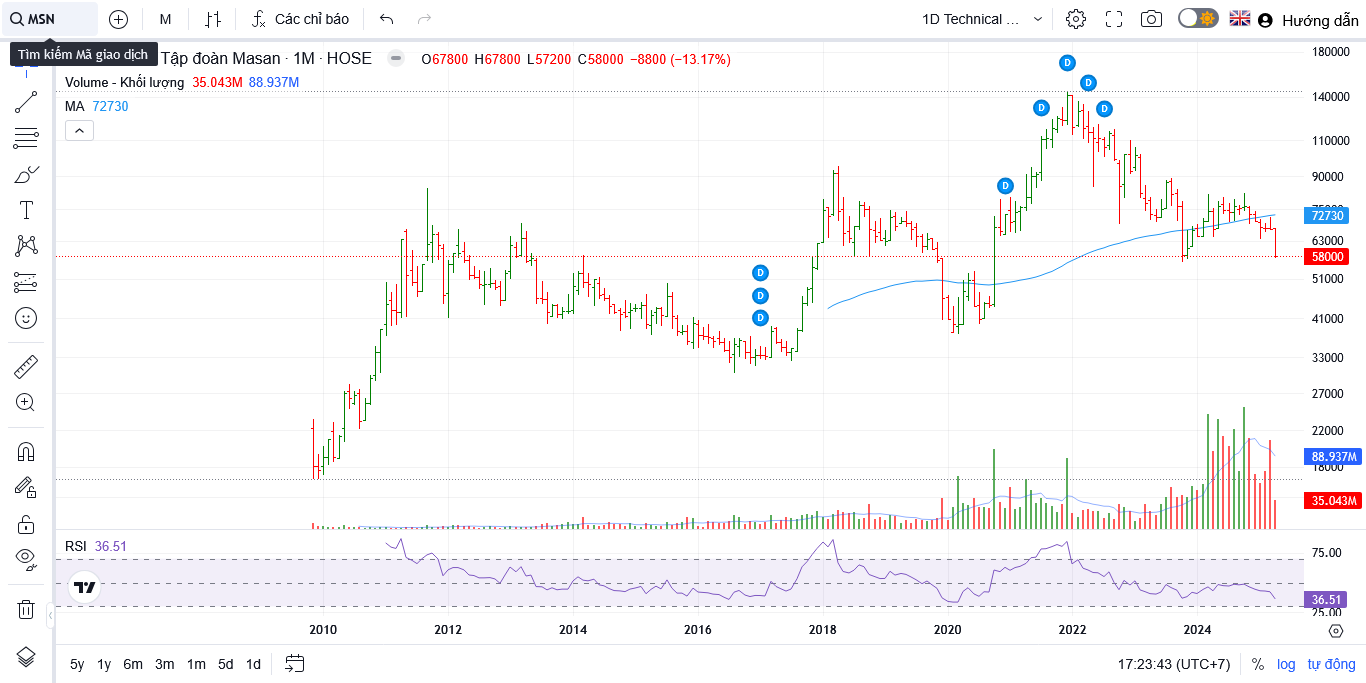 MSN M Các chỉ báo 1D Technical ... Hướng dẫn
Tìm kiếm Mã giao dịch
Tập đoàn Masan · 1M · HOSE O67800 H67800 L57200 C58000 −8800 (−13.17%)
Volume - Khối lượng 35.043M 88.937M
MA 72730
D
D
D
D
D
D
D
D
180000
140000
110000
90000
72730
63000
58000
51000
41000
33000
27000
22000
88.937M
18000
35.043M
RSI 36.51
75.00
36.51
25.00
2010 2012 2014 2016 2018 2020 2022 2024
5y 1y 6m 3m 1m 5d 1d 17:23:43 (UTC+7) % log tự động